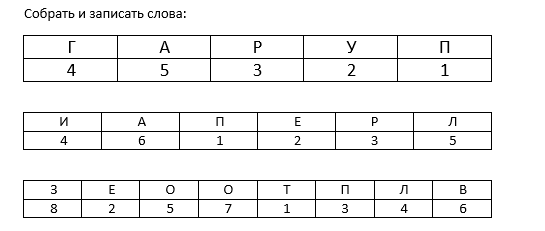 Собрать и записать слова:
Г А Р У П
4 5 3 2 1
И А П Е Р Л
4 6 1 2 3 5
З Е О О Т П Л В
8 2 5 7 1 3 4 6